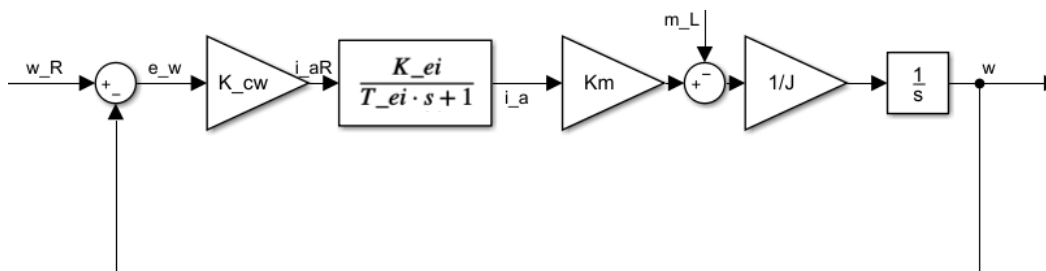 m_L
w_R
+
−
e_w
K_cw
i_aR
K_ei
T_ei · s + 1
i_a
Km
−
+
1/J
1
s
w